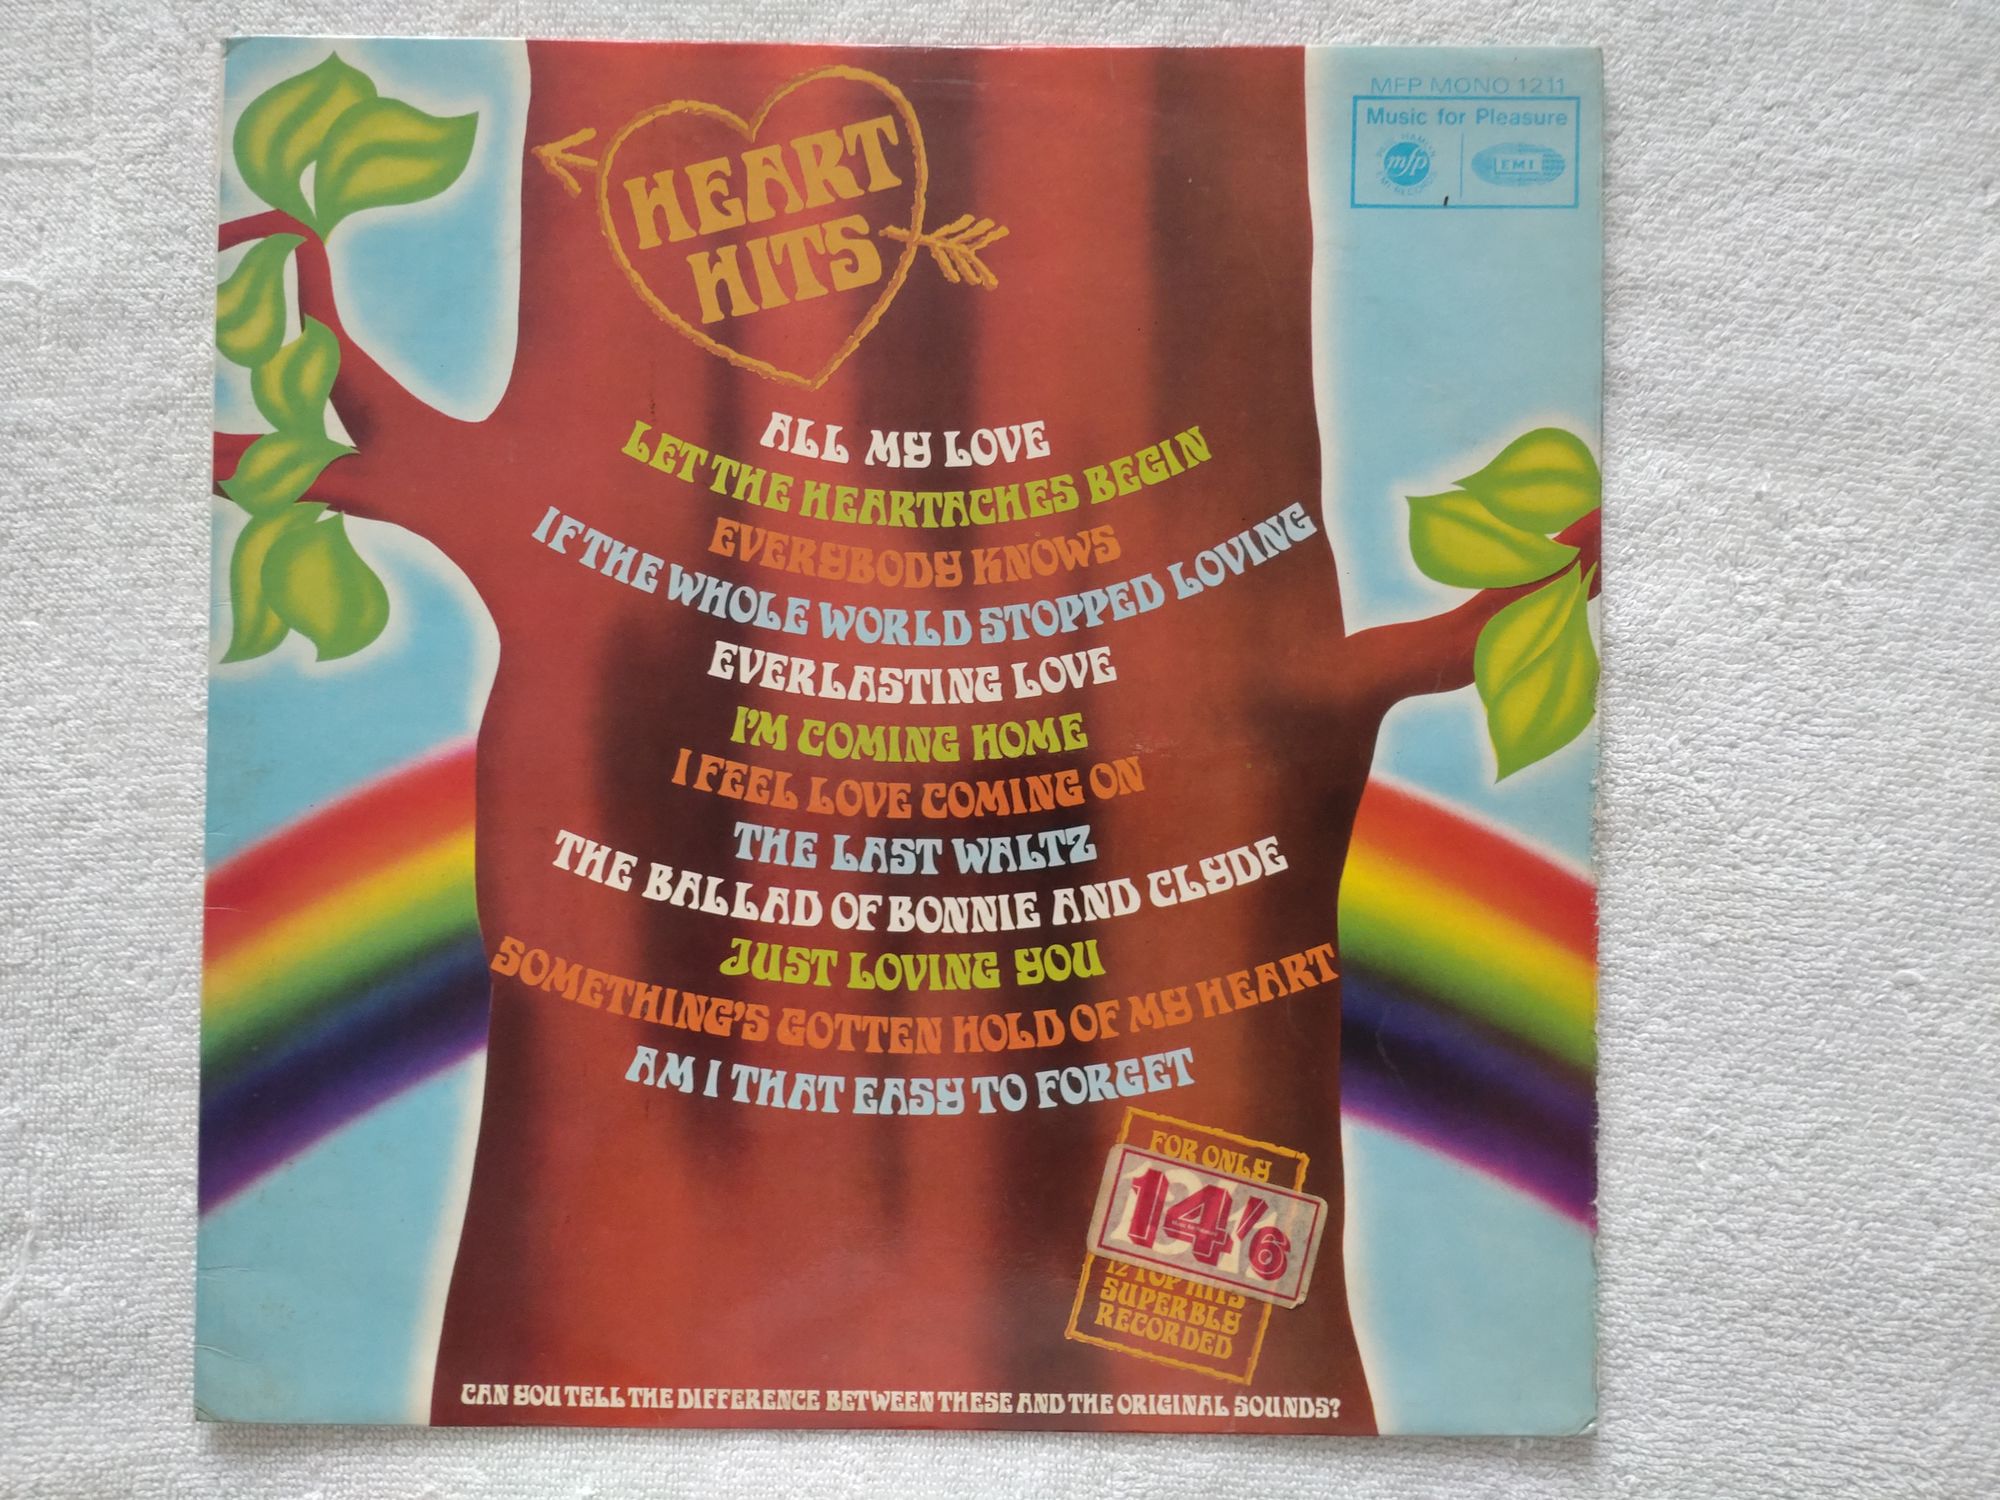 MFP MONO 1211
Music for Pleasure
HAMLYN
mfp
EMI RECORDS
EMI
HEART
HITS
ALL MY LOVE
LET THE HEARTACHES BEGIN
EVERYBODY KNOWS
IF THE WHOLE WORLD STOPPED LOVING
EVERLASTING LOVE
I'M COMING HOME
I FEEL LOVE COMING ON
THE LAST WALTZ
THE BALLAD OF BONNIE AND CLYDE
JUST LOVING YOU
SOMETHING'S GOTTEN HOLD OF MY HEART
AM I THAT EASY TO FORGET
FOR ONLY
14/6
12 TOP HITS
SUPERBLY
RECORDED
CAN YOU TELL THE DIFFERENCE BETWEEN THESE AND THE ORIGINAL SOUNDS?